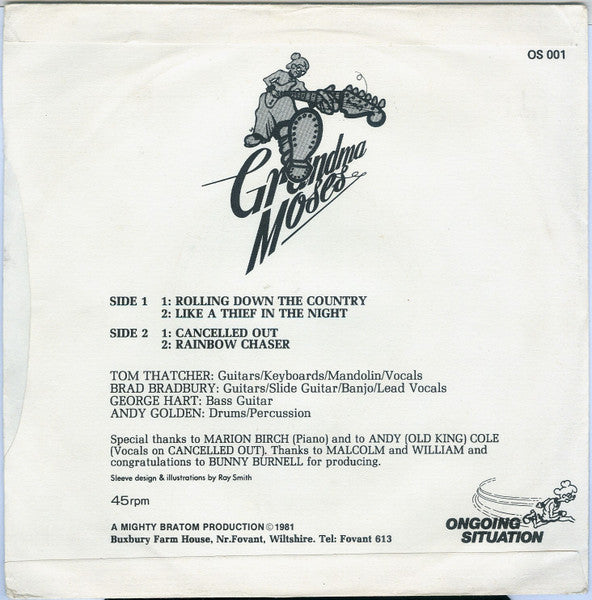 OS 001
Grandma
Moses
SIDE 1 1: ROLLING DOWN THE COUNTRY
2: LIKE A THIEF IN THE NIGHT
SIDE 2 1: CANCELLED OUT
2: RAINBOW CHASER
TOM THATCHER: Guitars/Keyboards/Mandolin/Vocals
BRAD BRADBURY: Guitars/Slide Guitar/Banjo/Lead Vocals
GEORGE HART: Bass Guitar
ANDY GOLDEN: Drums/Percussion
Special thanks to MARION BIRCH (Piano) and to ANDY (OLD KING) COLE
(Vocals on CANCELLED OUT). Thanks to MALCOLM and WILLIAM and
congratulations to BUNNY BURNELL for producing.
Sleeve design & illustrations by Ray Smith
45rpm
A MIGHTY BRATOM PRODUCTION © 1981
Buxbury Farm House, Nr.Fovant, Wiltshire. Tel: Fovant 613
ONGOING
SITUATION